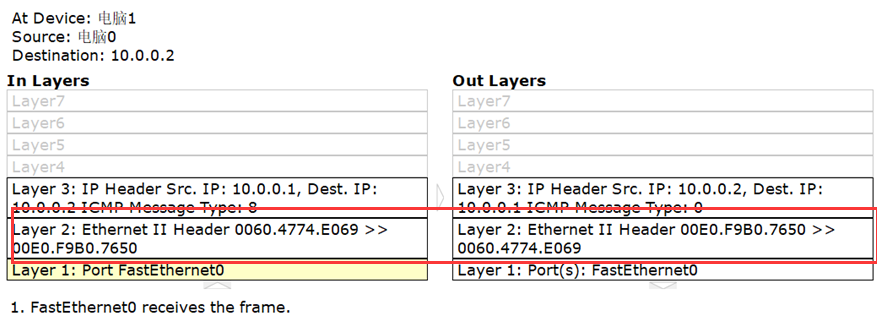 At Device: 电脑1
Source: 电脑0
Destination: 10.0.0.2
In Layers
Layer7
Layer6
Layer5
Layer4
Layer 3: IP Header Src. IP: 10.0.0.1, Dest. IP:
10.0.0.2 ICMP Message Type: 8
Layer 2: Ethernet II Header 0060.4774.E069 >>
00E0.F9B0.7650
Layer 1: Port FastEthernet0
Out Layers
Layer7
Layer6
Layer5
Layer4
Layer 3: IP Header Src. IP: 10.0.0.2, Dest. IP:
10.0.0.1 ICMP Message Type: 0
Layer 2: Ethernet II Header 00E0.F9B0.7650 >>
0060.4774.E069
Layer 1: Port(s): FastEthernet0
1. FastEthernet0 receives the frame.